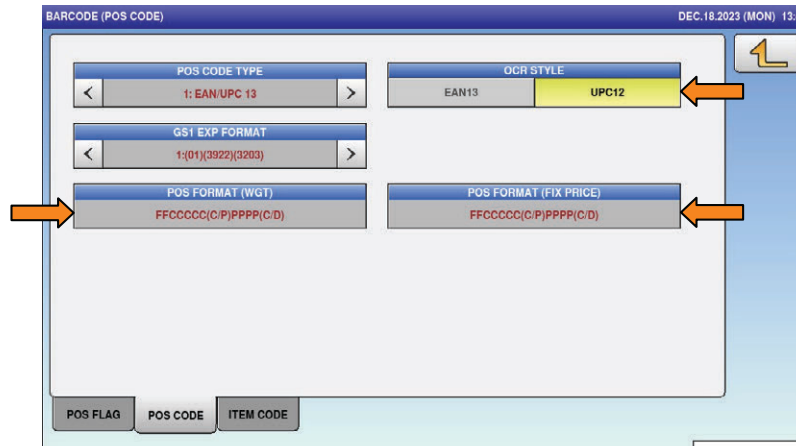 BARCODE (POS CODE) DEC.18.2023 (MON) 13:
POS CODE TYPE
< 1: EAN/UPC 13 >
OCR STYLE
EAN13 UPC12
GS1 EXP FORMAT
< 1:(01)(3922)(3203) >
POS FORMAT (WGT)
FFCCCCC(C/P)PPPP(C/D)
POS FORMAT (FIX PRICE)
FFCCCCC(C/P)PPPP(C/D)
POS FLAG POS CODE ITEM CODE